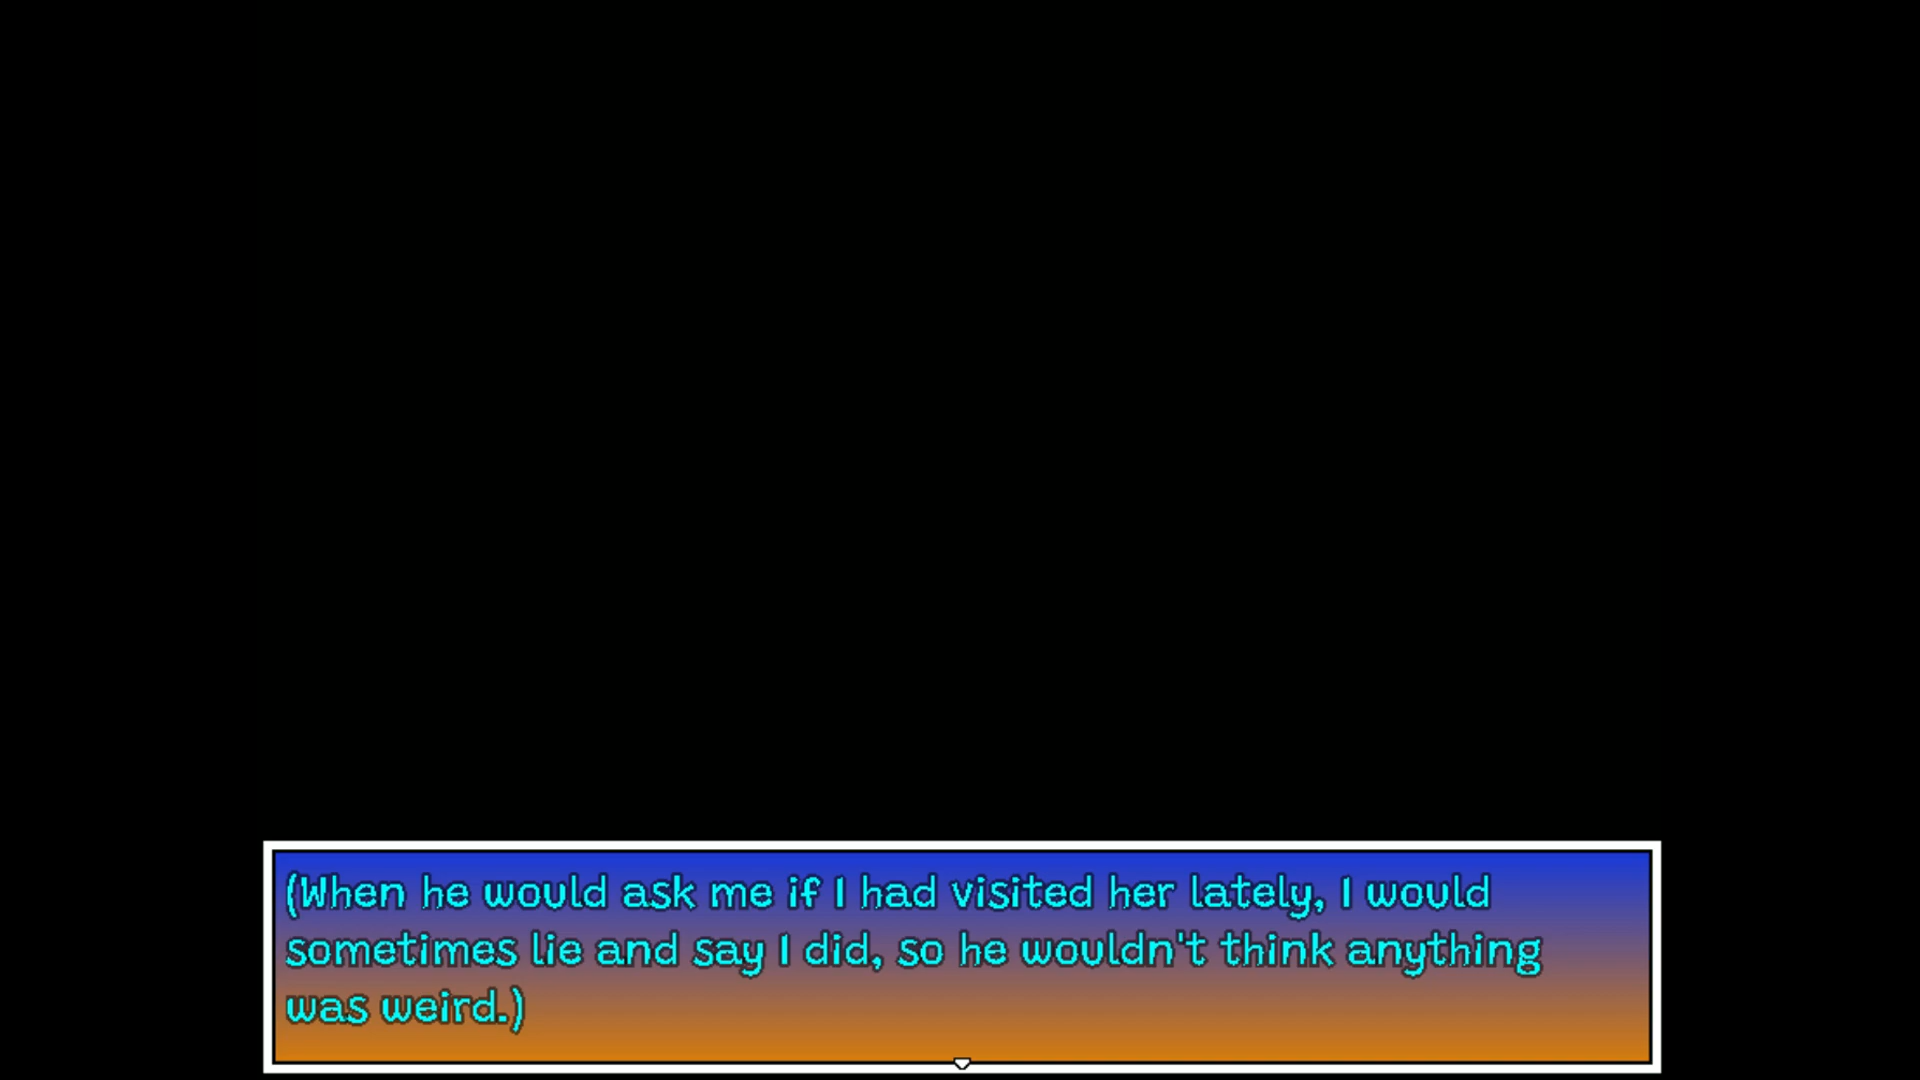 (When he would ask me if I had visited her lately, I would
sometimes lie and say I did, so he wouldn't think anything
was weird.)